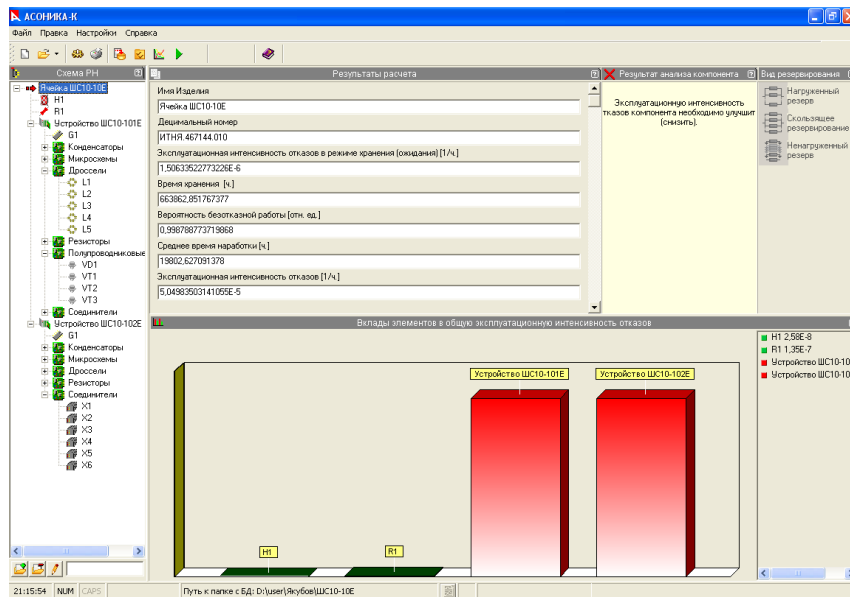 АСОНИКА-К
Файл Правка Настройки Справка
Схема РН
Ячейка ШС10-10Е
H1
R1
Устройство ШС10-101Е
G1
Конденсаторы
Микросхемы
Дроссели
L1
L2
L3
L4
L5
Резисторы
Полупроводниковые
VD1
VT1
VT2
VT3
Соединители
Устройство ШС10-102Е
G1
Конденсаторы
Микросхемы
Дроссели
Резисторы
Соединители
X1
X2
X3
X4
X5
X6
Результаты расчета
Имя Изделия
Ячейка ШС10-10Е
Децимальный номер
ИТНЯ.467144.010
Эксплуатационная интенсивность отказов в режиме хранения (ожидания) [1/ч.]
1,50633522773226E-6
Время хранения [ч.]
663862,851767377
Вероятность безотказной работы [отн. ед.]
0,998788773719868
Среднее время наработки [ч.]
19802,627091378
Эксплуатационная интенсивность отказов [1/ч.]
5,04983503141055E-5
Результат анализа компонента
Эксплуатационную интенсивность
тказов компонента необходимо улучшит
(снизить).
Вид резервирования
Нагруженный
резерв
Скользящее
резервирование
Ненагруженный
резерв
Вклады элементов в общую эксплуатационную интенсивность отказов
H1
R1
Устройство ШС10-101Е
Устройство ШС10-102Е
H1 2,58E-8
R1 1,35E-7
Устройство ШС10-10
Устройство ШС10-10
21:15:54 NUM CAPS Путь к папке с БД: D:\user\Якубов\ШС10-10Е